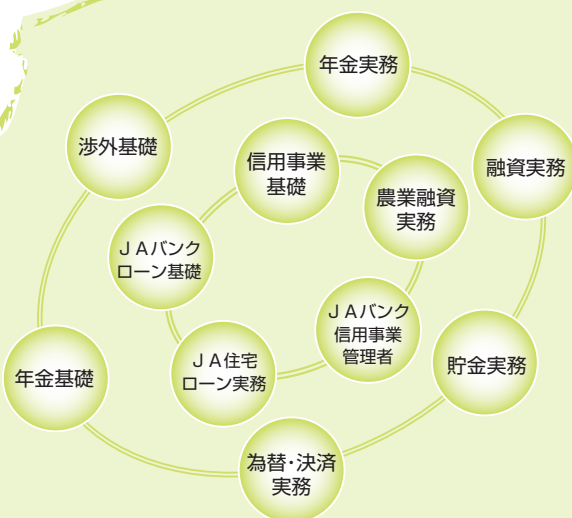 年金実務
渉外基礎
信用事業
基礎
融資実務
農業融資
実務
ＪＡバンク
ローン基礎
ＪＡバンク
信用事業
管理者
ＪＡ住宅
ローン実務
貯金実務
年金基礎
為替・決済
実務